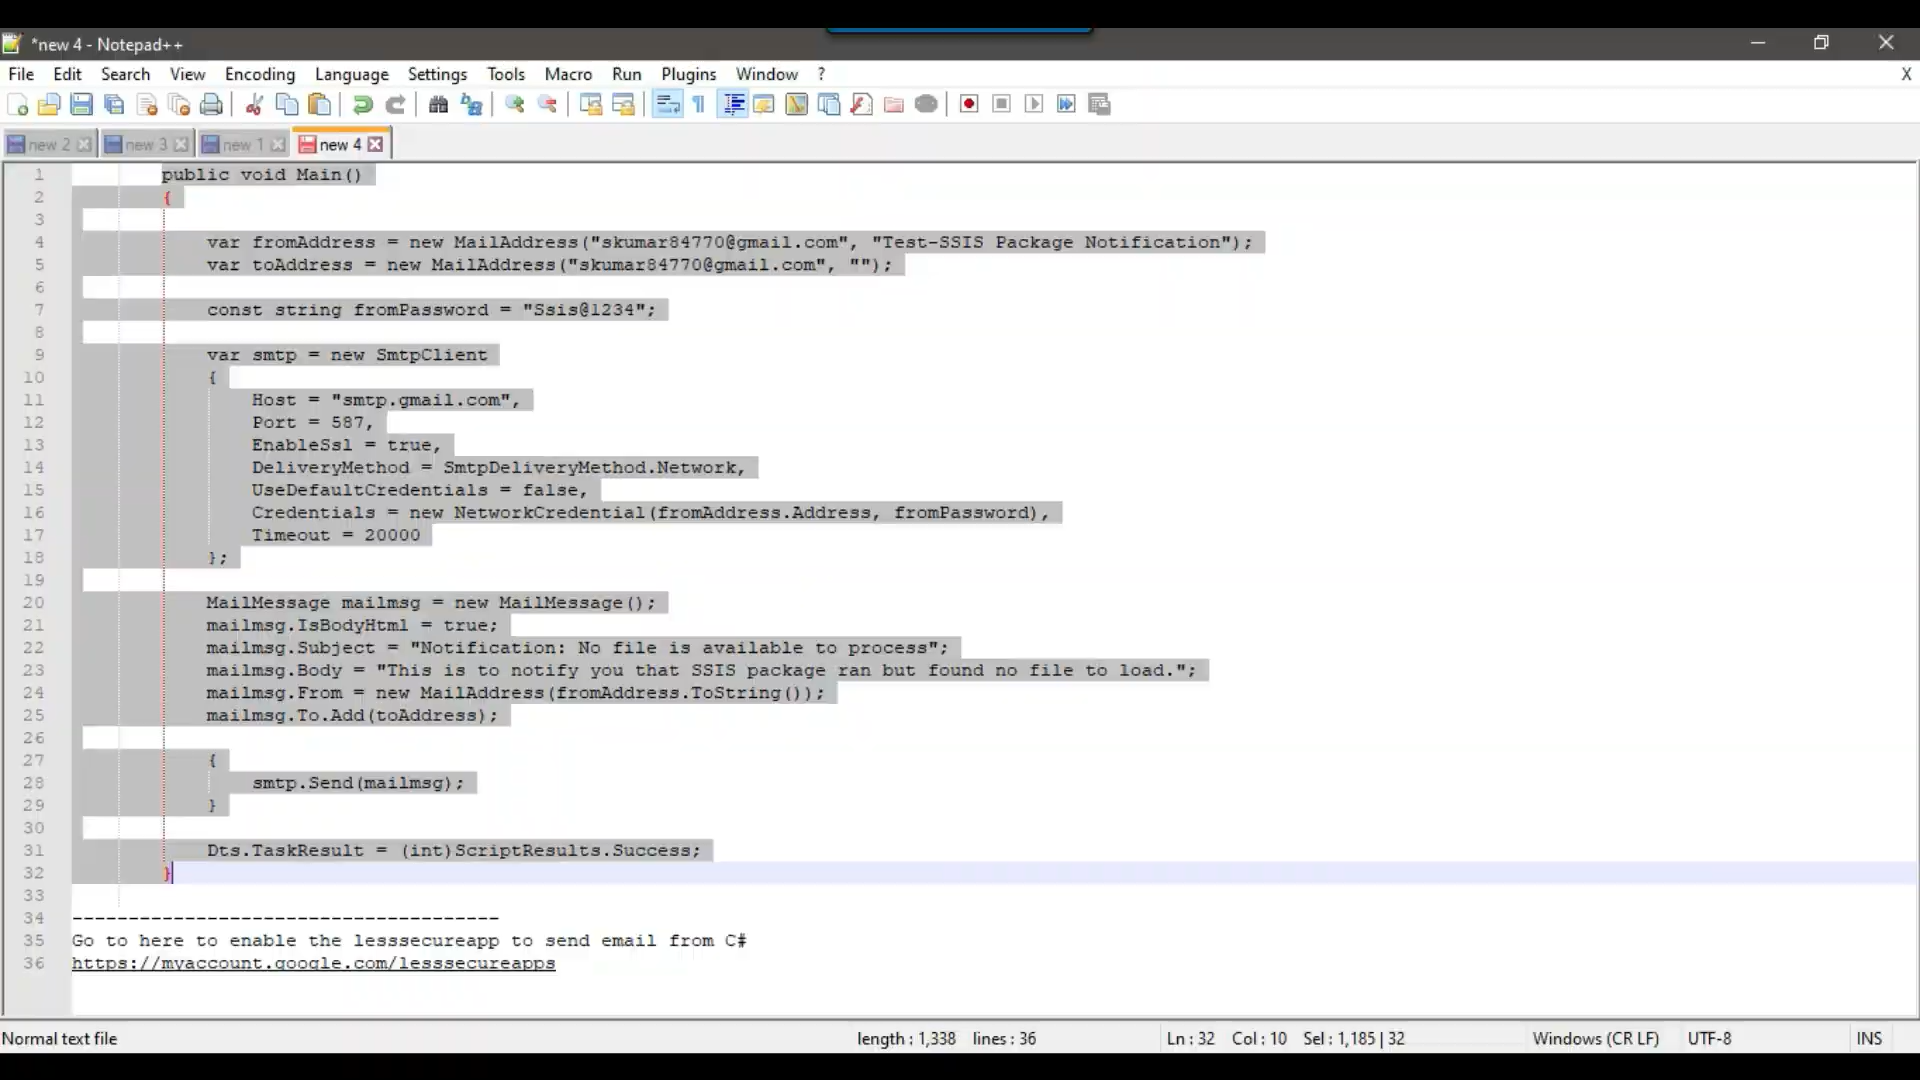 *new 4 - Notepad++
File Edit Search View Encoding Language Settings Tools Macro Run Plugins Window ? X
new 2 new 3 new 1 new 4
1 public void Main()
2 {
3
4 var fromAddress = new MailAddress("skumar84770@gmail.com", "Test-SSIS Package Notification");
5 var toAddress = new MailAddress("skumar84770@gmail.com", "");
6
7 const string fromPassword = "Ssis@1234";
8
9 var smtp = new SmtpClient
10 {
11 Host = "smtp.gmail.com",
12 Port = 587,
13 EnableSsl = true,
14 DeliveryMethod = SmtpDeliveryMethod.Network,
15 UseDefaultCredentials = false,
16 Credentials = new NetworkCredential(fromAddress.Address, fromPassword),
17 Timeout = 20000
18 };
19
20 MailMessage mailmsg = new MailMessage();
21 mailmsg.IsBodyHtml = true;
22 mailmsg.Subject = "Notification: No file is available to process";
23 mailmsg.Body = "This is to notify you that SSIS package ran but found no file to load.";
24 mailmsg.From = new MailAddress(fromAddress.ToString());
25 mailmsg.To.Add(toAddress);
26
27 {
28 smtp.Send(mailmsg);
29 }
30
31 Dts.TaskResult = (int)ScriptResults.Success;
32 }
33
34 --------------------------------------
35 Go to here to enable the lesssecureapp to send email from C#
36 https://myaccount.google.com/lesssecureapps
Normal text file length : 1,338 lines : 36 Ln : 32 Col : 10 Sel : 1,185 | 32 Windows (CR LF) UTF-8 INS